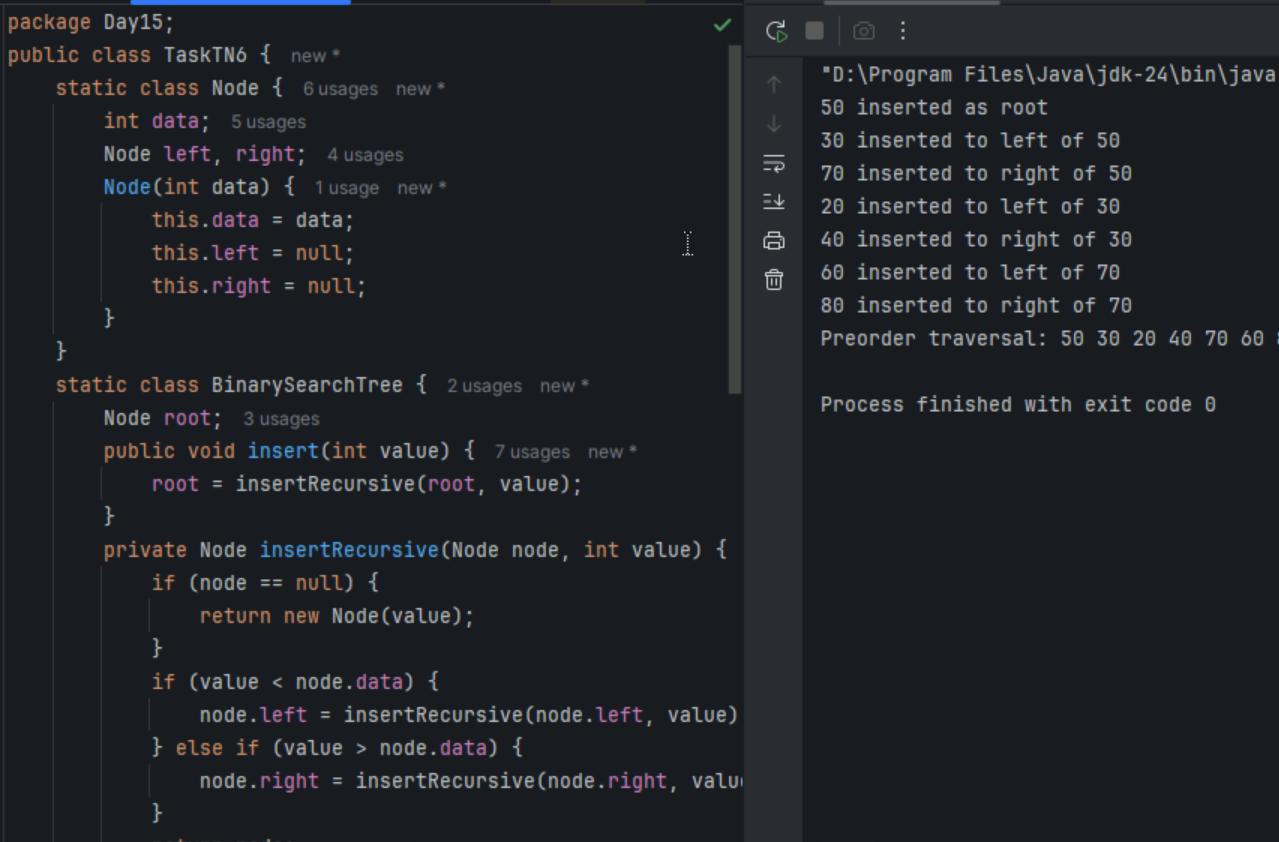 package Day15;
public class TaskTN6 { new *
static class Node { 6 usages new *
int data; 5 usages
Node left, right; 4 usages
Node(int data) { 1 usage new *
this.data = data;
this.left = null;
this.right = null;
}
}
static class BinarySearchTree { 2 usages new *
Node root; 3 usages
public void insert(int value) { 7 usages new *
root = insertRecursive(root, value);
}
private Node insertRecursive(Node node, int value) {
if (node == null) {
return new Node(value);
}
if (value < node.data) {
node.left = insertRecursive(node.left, value)
} else if (value > node.data) {
node.right = insertRecursive(node.right, valu
}
"D:\Program Files\Java\jdk-24\bin\java
50 inserted as root
30 inserted to left of 50
70 inserted to right of 50
20 inserted to left of 30
40 inserted to right of 30
60 inserted to left of 70
80 inserted to right of 70
Preorder traversal: 50 30 20 40 70 60
Process finished with exit code 0